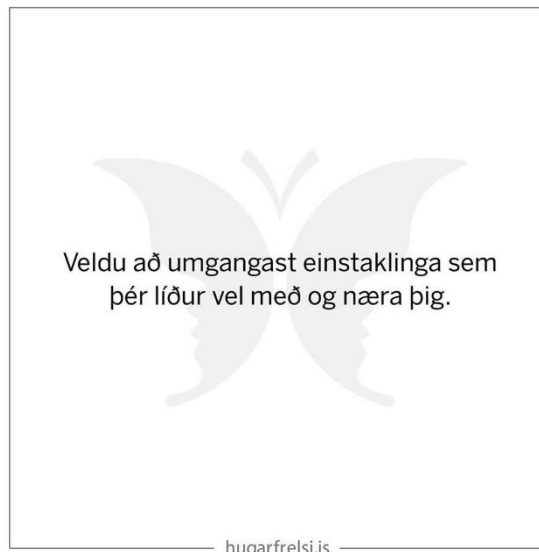 Veldu að umgangast einstaklinga sem
þér líður vel með og næra þig.
hugarfrelsi.is